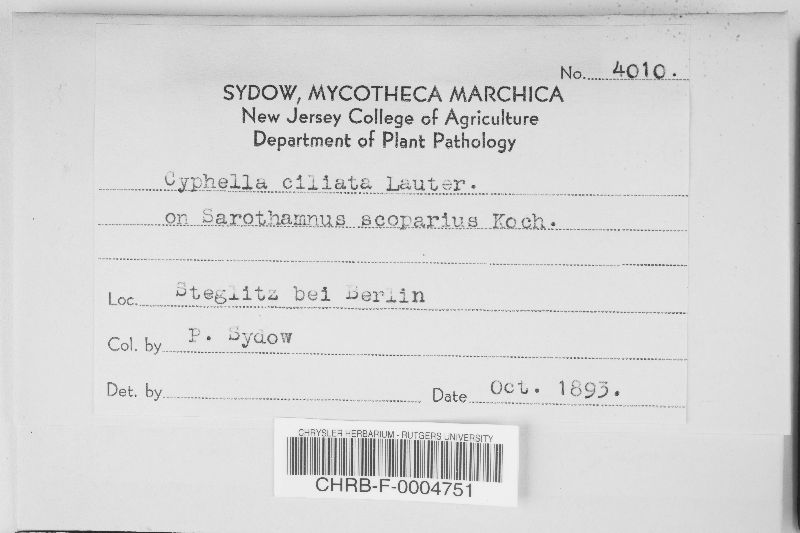 No. 4010.
SYDOW, MYCOTHECA MARCHICA
New Jersey College of Agriculture
Department of Plant Pathology
Cyphella ciliata Lauter.
on Sarothamnus scoparius Koch.
Loc. Steglitz bei Berlin
Col. by P. Sydow
Det. by
Date Oct. 1893.
CHRYSLER HERBARIUM - RUTGERS UNIVERSITY
CHRB-F-0004751